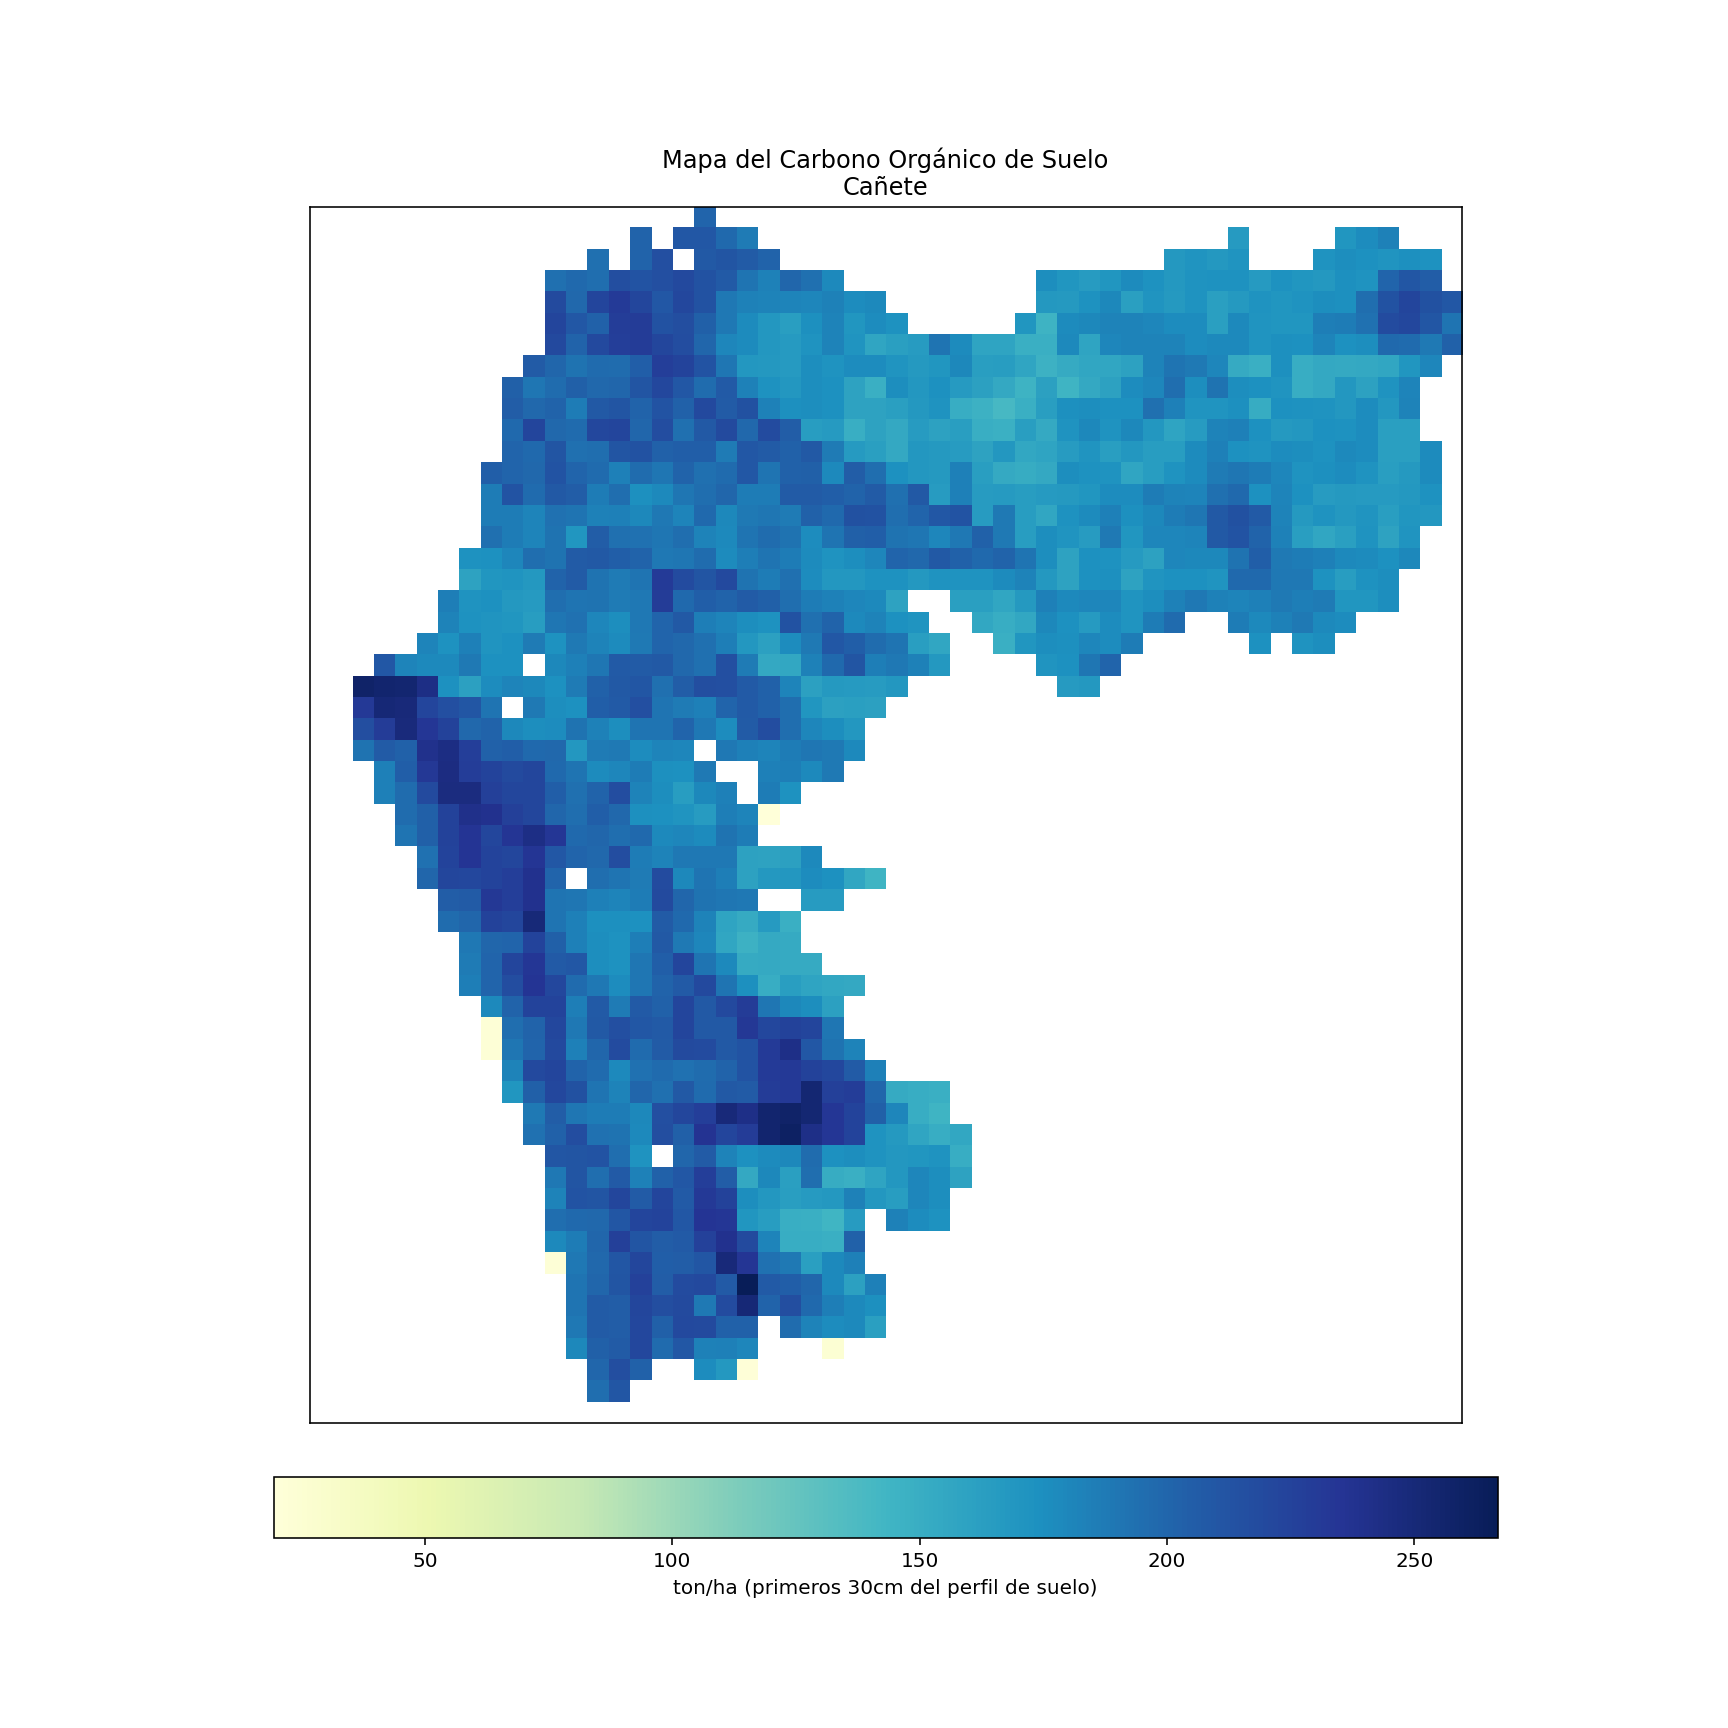 Mapa del Carbono Orgánico de Suelo
Cañete
50 100 150 200 250
ton/ha (primeros 30cm del perfil de suelo)